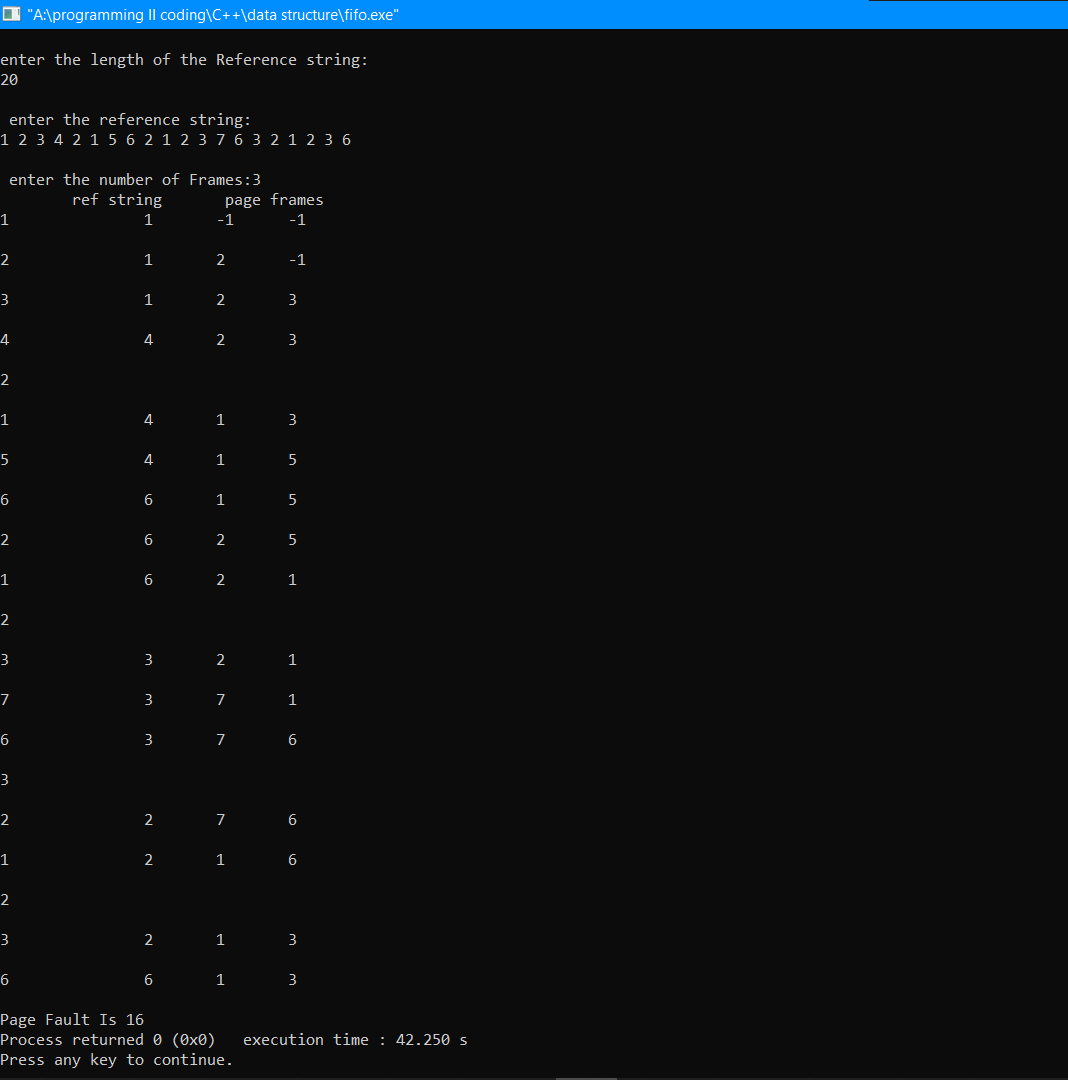 "A:\programming II coding\C++\data structure\fifo.exe"
enter the length of the Reference string:
20
enter the reference string:
1 2 3 4 2 1 5 6 2 1 2 3 7 6 3 2 1 2 3 6
enter the number of Frames:3
ref string page frames
1 1 -1 -1
2 1 2 -1
3 1 2 3
4 4 2 3
2
1 4 1 3
5 4 1 5
6 6 1 5
2 6 2 5
1 6 2 1
2
3 3 2 1
7 3 7 1
6 3 7 6
3
2 2 7 6
1 2 1 6
2
3 2 1 3
6 6 1 3
Page Fault Is 16
Process returned 0 (0x0) execution time : 42.250 s
Press any key to continue.